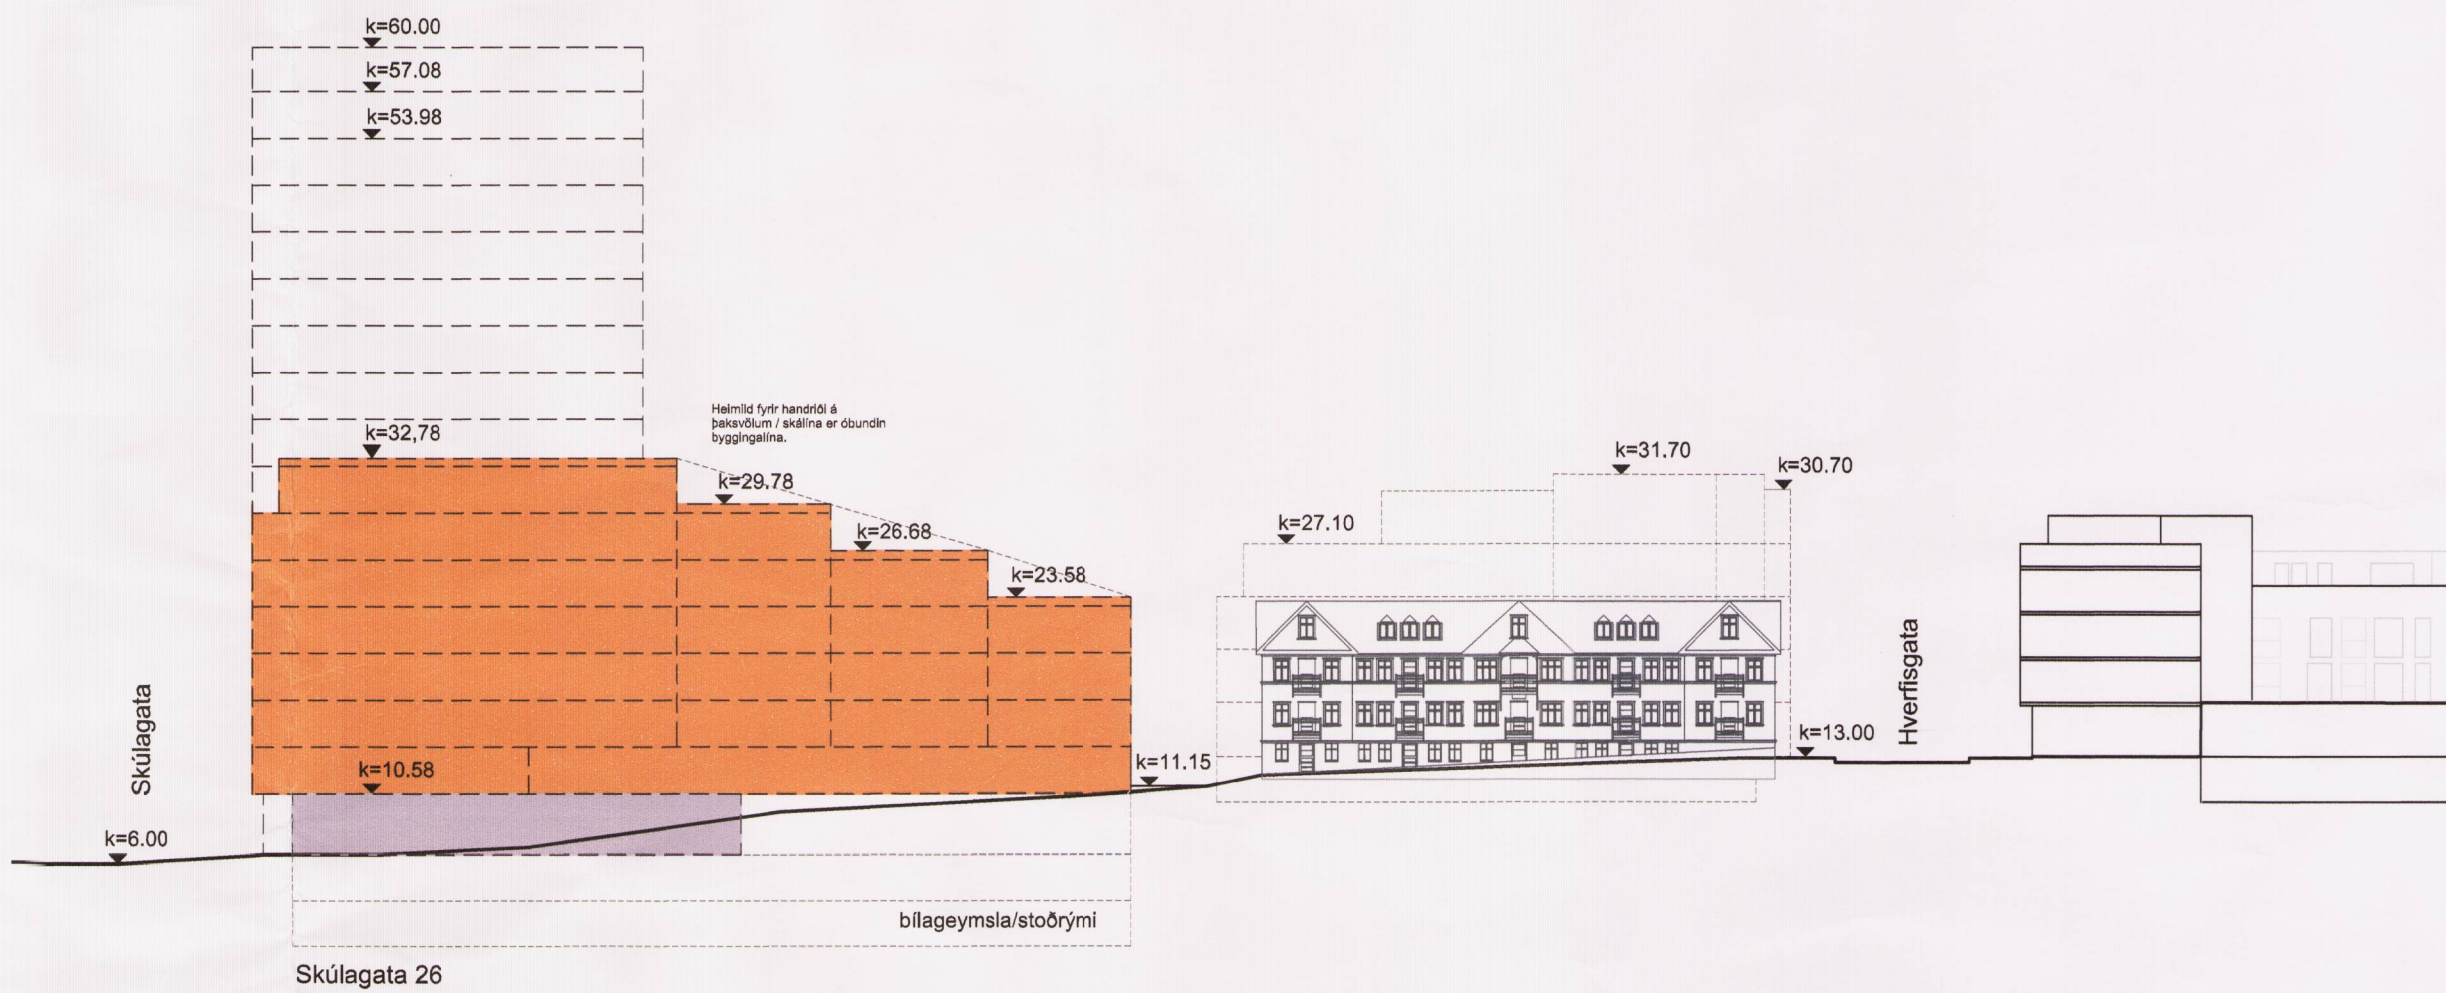 k=60.00
k=57.08
k=53.98
k=32,78
Heimild fyrir handriði á
þaksvölum / skálína er óbundin
byggingalína.
k=29.78
k=26.68
k=23.58
k=31.70
k=30.70
k=27.10
Skúlagata
Hverfisgata
k=10.58
k=11.15
k=13.00
k=6.00
bílageymsla/stoðrými
Skúlagata 26